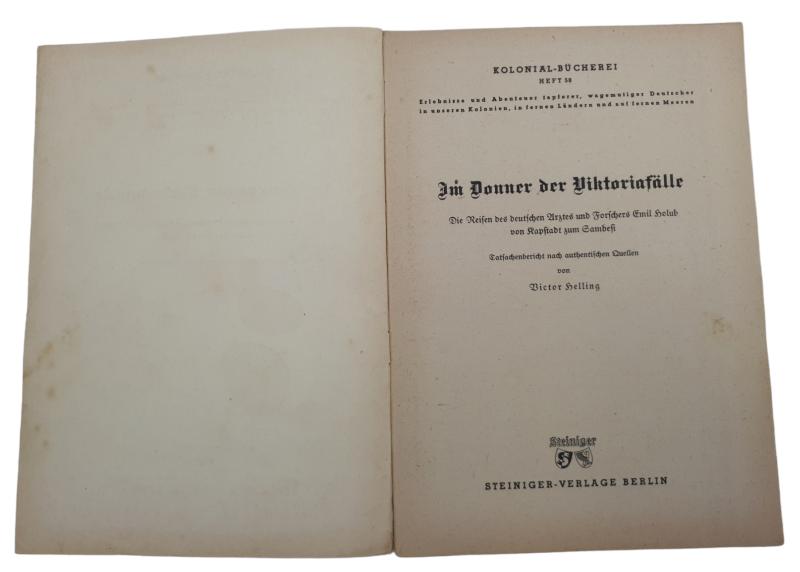 KOLONIAL-BÜCHEREI
HEFT 58
Erlebnisse und Abenteuer tapferer, wagemutiger Deutscher
in unseren Kolonien, in fernen Ländern und auf fernen Meeren
Im Donner der Viktoriafälle
Die Reisen des deutschen Arztes und Forschers Emil Holub
von Kapstadt zum Sambesi
Tatsachenbericht nach authentischen Quellen
von
Victor Helling
Steiniger
STEINIGER-VERLAGE BERLIN